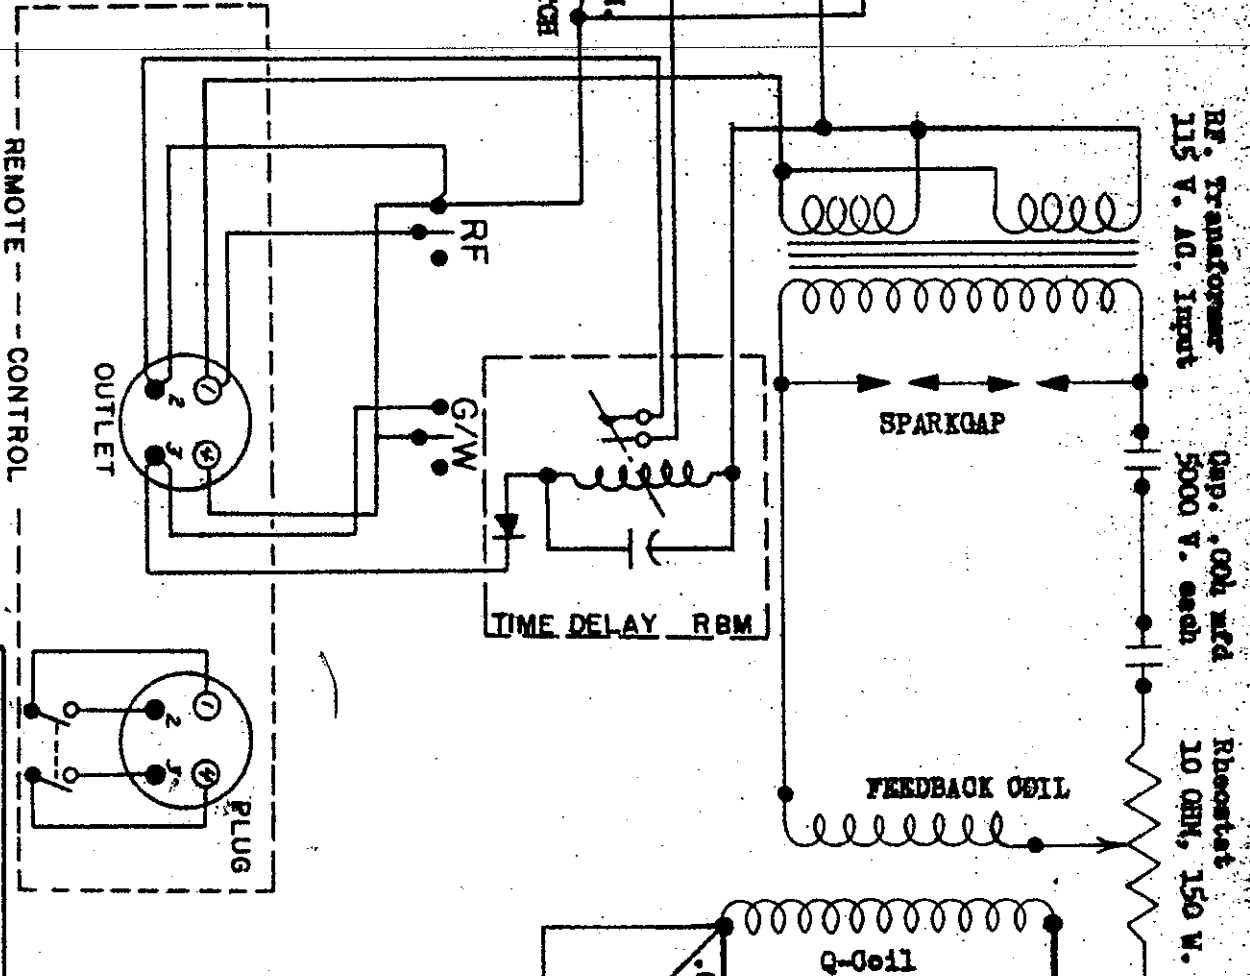 RF. Transformer
115 V. AC. Input
REMOTE CONTROL
RF
OUTLET
2
1
3
4
G/W
SPARKGAP
Cap. .004 mfd
5000 V. each
TIME DELAY RBM
2
1
3
4
PLUG
FEEDBACK COIL
Rheostat
10 OHM, 150 W.
Q-Coil